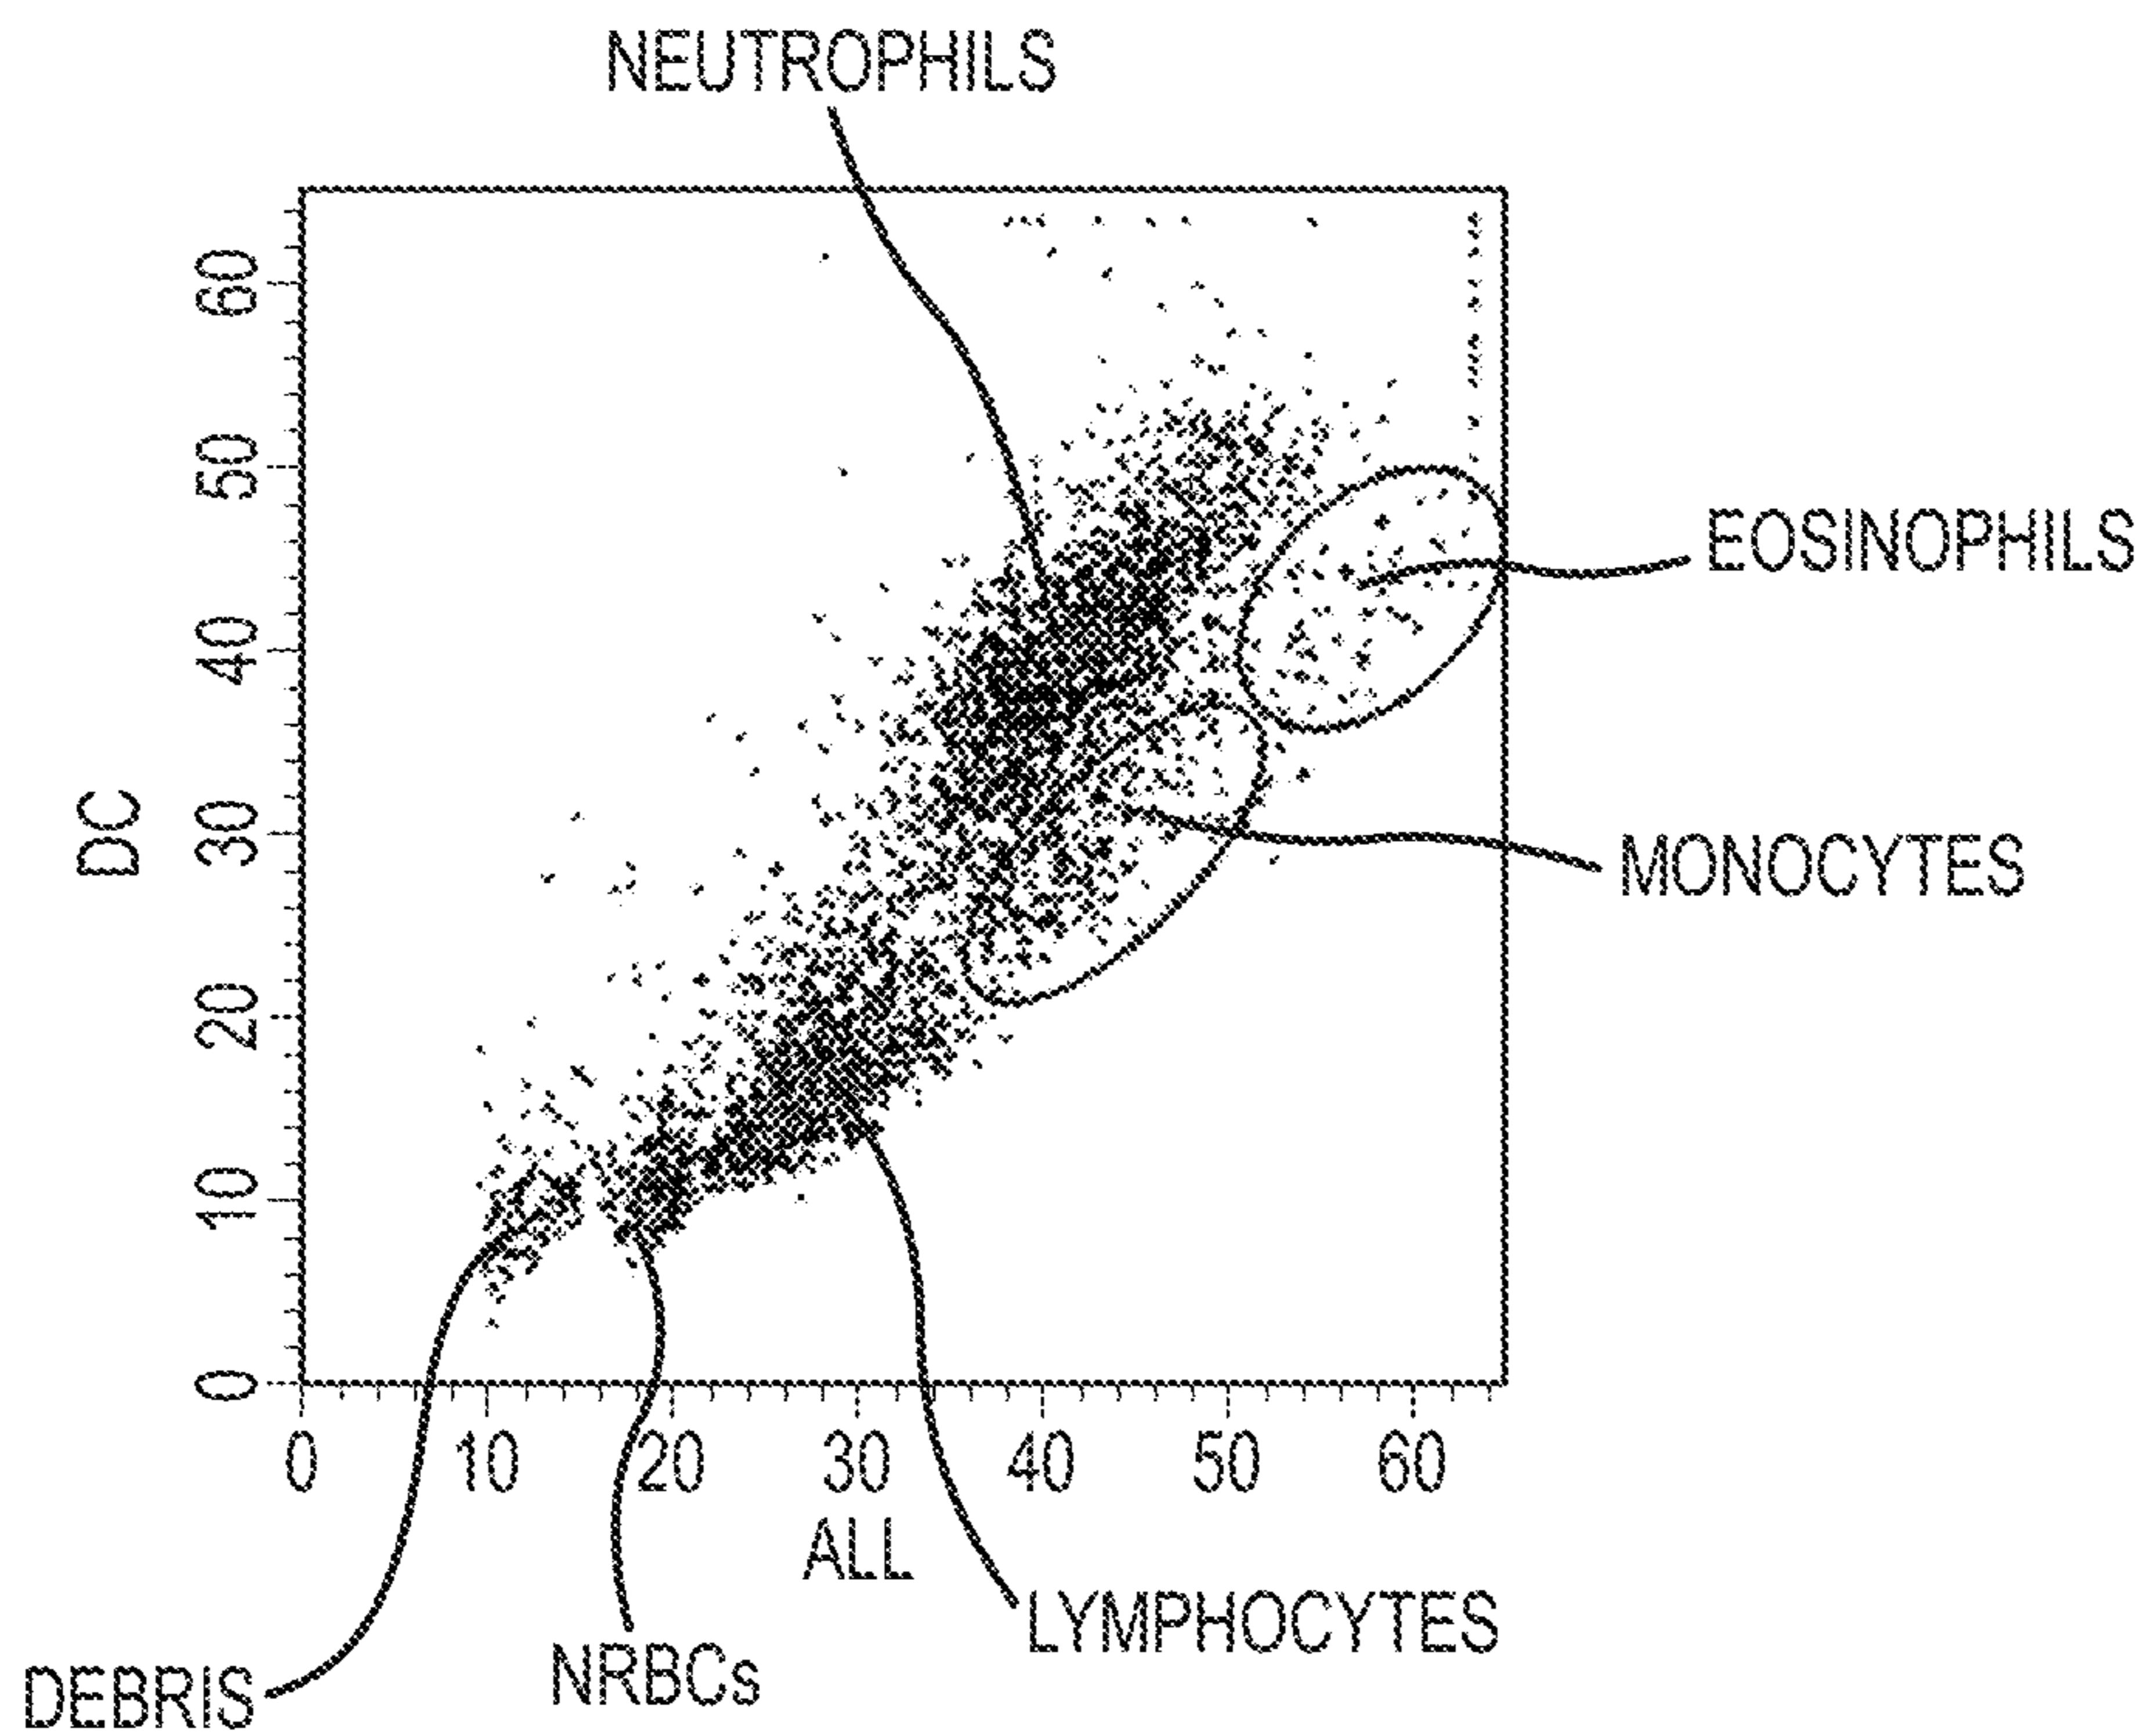 NEUTROPHILS
60
50
40
30
20
10
0
DC
EOSINOPHILS
MONOCYTES
0 10 20 30 40 50 60
ALL
LYMPHOCYTES
NRBCs
DEBRIS